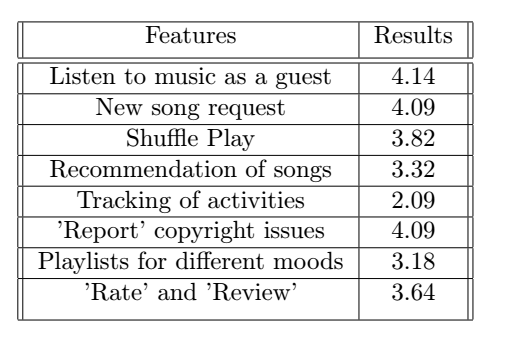 Features Results
Listen to music as a guest 4.14
New song request 4.09
Shuffle Play 3.82
Recommendation of songs 3.32
Tracking of activities 2.09
’Report’ copyright issues 4.09
Playlists for different moods 3.18
’Rate’ and ’Review’ 3.64